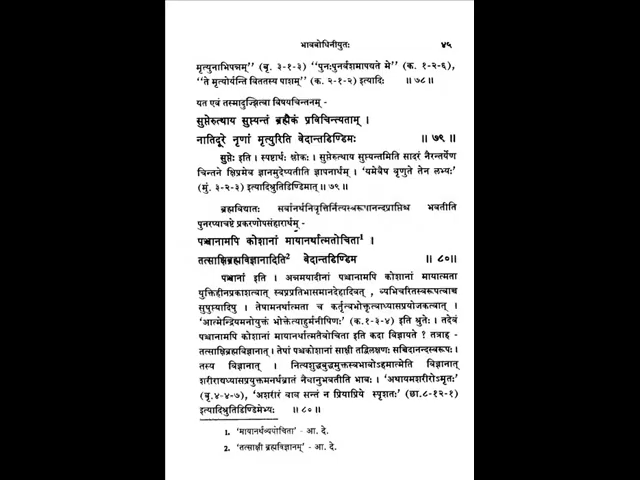 भावबोधिनीयुतः ४५
मृत्युनाभिपन्नम्" (बृ. ३-१-३) "पुनःपुनर्वशमापद्यते मे" (क. १-२-६),
"ते मृत्योर्यन्ति विततस्य पाशम्" (क. २-१-२) इत्यादिः ॥ ७८॥
यत एवं तस्मादुज्झित्वा विषयचिन्तनम् -
सुप्तेरुत्थाय सुप्त्यन्तं ब्रह्मैकं प्रविचिन्त्यताम् ।
नातिदूरे नृणां मृत्युरिति वेदान्तडिण्डिमः ॥ ७९ ॥
सुप्तेः इति । स्पष्टार्थः श्लोकः । सुप्तेरुत्थाय सुप्त्यन्तमिति सादरं नैरन्तर्येण
चिन्तने क्षिप्रमेव ज्ञानमुदेष्यतीति ज्ञापनार्थम् । 'यमेवैष वृणुते तेन लभ्यः'
(मुं. ३-२-३) इत्यादिश्रुतिडिण्डिमात् ॥ ७९ ॥
ब्रह्मविद्यातः सर्वानर्थनिवृत्तिर्नित्यस्वरूपानन्दप्राप्तिश्च भवतीति
पुनरप्याचष्टे प्रकरणोपसंहारार्थम् -
पञ्चानामपि कोशानां मायानर्थात्मतोचिता¹ ।
तत्साक्षिब्रह्मविज्ञानादिति² वेदान्तडिण्डिम ॥ ८०॥
पञ्चानां इति । अन्नमयादीनां पञ्चानामपि कोशानां मायात्मता
युक्तिहीनप्रकाशत्वात् स्वप्नप्रतिभासमानदेहादिवत् , व्यभिचरितस्वरूपत्वाच्च
सुषुप्त्यादिषु । तेषामनर्थात्मता च कर्तृत्वभोक्तृत्वाध्यासप्रयोजकत्वात् ।
'आत्मेन्द्रियमनोयुक्तं भोक्तेत्याहुर्मनीषिणः' (क.१-३-४) इति श्रुतेः । तदेवं
पञ्चानामपि कोशानां मायानर्थात्मतैवोचिता इति कदा विज्ञायते ? तत्राह -
तत्साक्षिब्रह्मविज्ञानात् । तेषां पञ्चकोशानां साक्षी तद्विलक्षणः सच्चिदानन्दस्वरूपः ।
तस्य विज्ञानात् । नित्यशुद्धबुद्धमुक्तस्वभावोऽहमात्मेति विज्ञानात्
शरीराद्यध्यासप्रयुक्तमनर्थव्रातं नैवानुभवतीति भावः । 'अथायमशरीरोऽमृतः'
(बृ.४-४-७), 'अशरीरं वाव सन्तं न प्रियाप्रिये स्पृशतः' (छा.८-१२-१)
इत्यादिश्रुतिडिण्डिमेभ्यः ॥ ८० ॥
1. 'मायानर्थव्ययोचिता' - आ. दे.
2. 'तत्साक्षी ब्रह्मविज्ञानम्' - आ. दे.